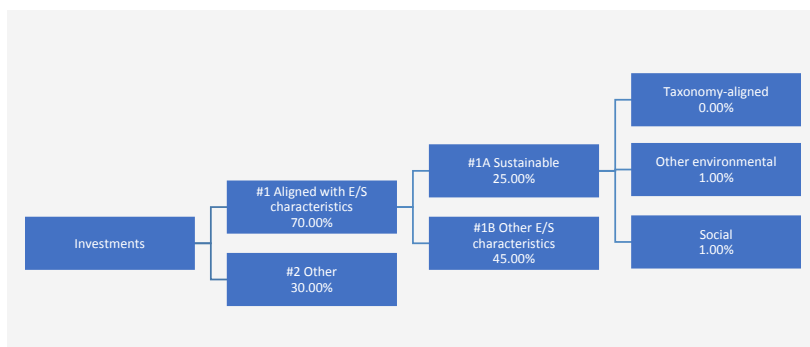 Investments
#1 Aligned with E/S
characteristics
70.00%
#2 Other
30.00%
#1A Sustainable
25.00%
#1B Other E/S
characteristics
45.00%
Taxonomy-aligned
0.00%
Other environmental
1.00%
Social
1.00%